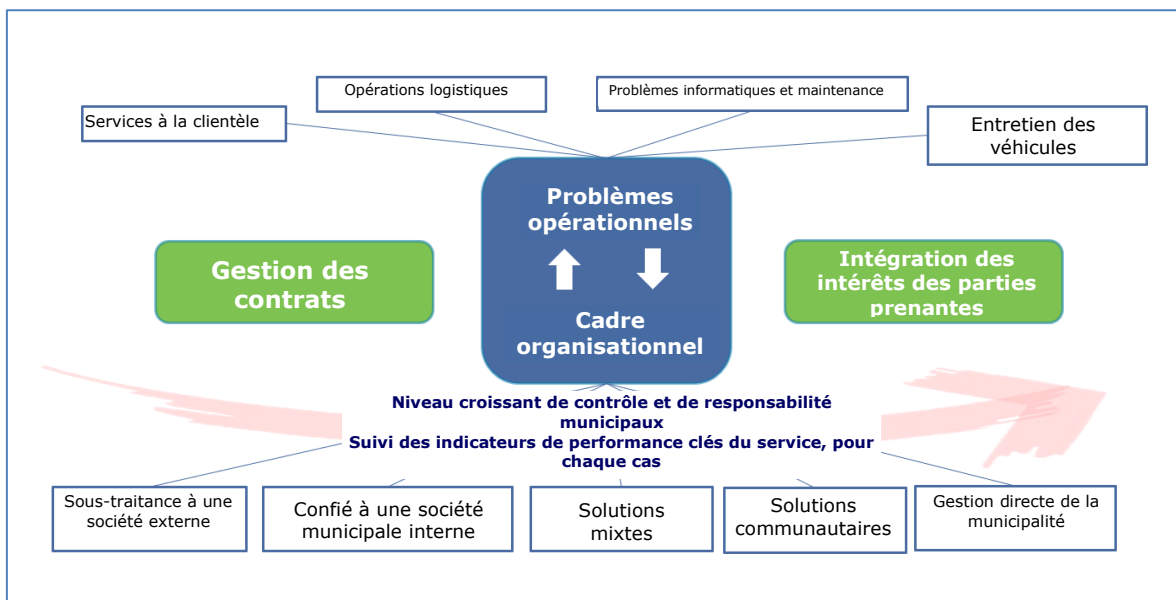 Opérations logistiques
Problèmes informatiques et maintenance
Services à la clientèle
Entretien des
véhicules
Problèmes
opérationnels
Gestion des
contrats
Intégration des
intérêts des parties
prenantes
Cadre
organisationnel
Niveau croissant de contrôle et de responsabilité
municipaux
Suivi des indicateurs de performance clés du service, pour
chaque cas
Sous-traitance à une
société externe
Confié à une société
municipale interne
Solutions
mixtes
Solutions
communautaires
Gestion directe de la
municipalité